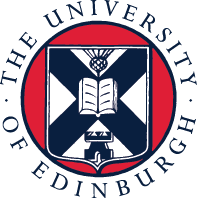 · THE UNIVERSITY ·
OF EDINBURGH